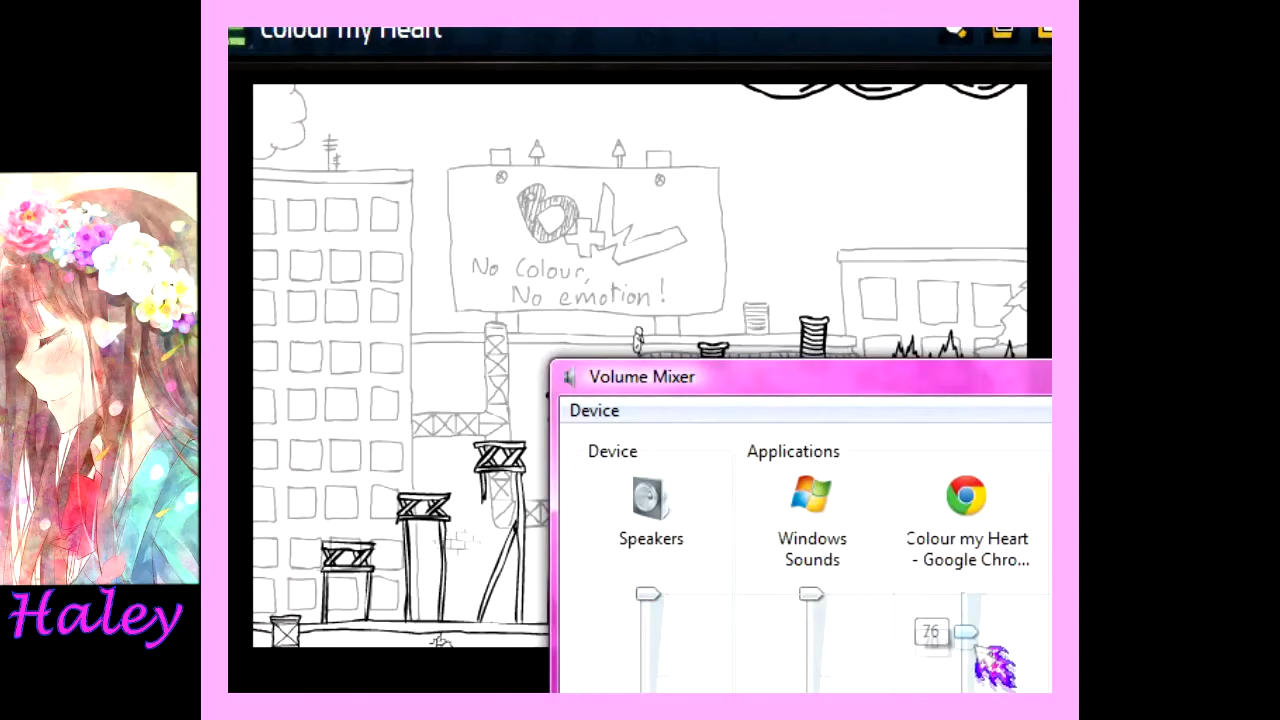 Colour my Heart
b+w
No Colour,
No emotion!
Volume Mixer
Device
Device
Applications
Speakers
Windows
Sounds
Colour my Heart
- Google Chro...
76
Haley